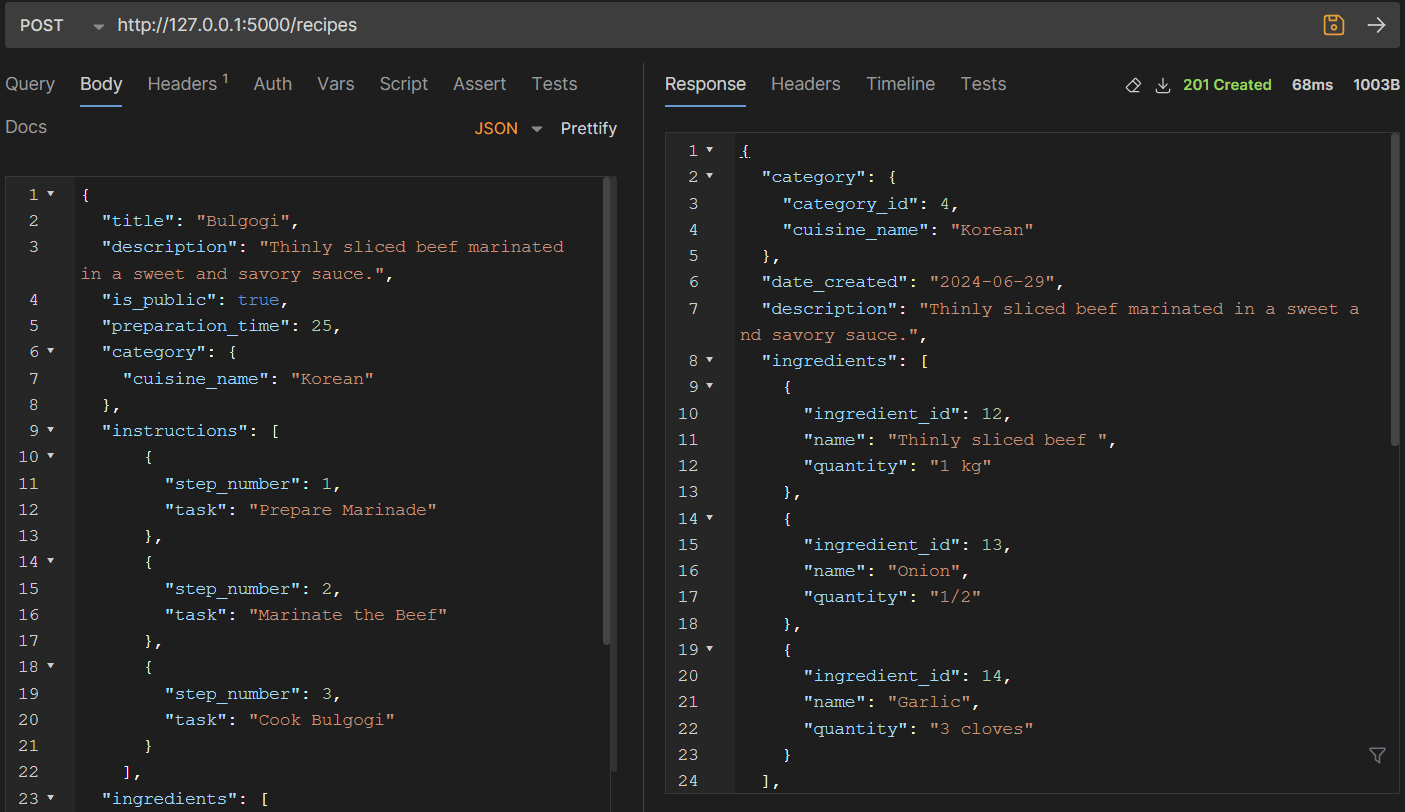 POST http://127.0.0.1:5000/recipes
Query Body Headers 1 Auth Vars Script Assert Tests
Docs
JSON Prettify
1 {
2 "title": "Bulgogi",
3 "description": "Thinly sliced beef marinated
in a sweet and savory sauce.",
4 "is_public": true,
5 "preparation_time": 25,
6 "category": {
7 "cuisine_name": "Korean"
8 },
9 "instructions": [
10 {
11 "step_number": 1,
12 "task": "Prepare Marinade"
13 },
14 {
15 "step_number": 2,
16 "task": "Marinate the Beef"
17 },
18 {
19 "step_number": 3,
20 "task": "Cook Bulgogi"
21 }
22 ],
23 "ingredients": [
Response Headers Timeline Tests 201 Created 68ms 1003B
1 {
2 "category": {
3 "category_id": 4,
4 "cuisine_name": "Korean"
5 },
6 "date_created": "2024-06-29",
7 "description": "Thinly sliced beef marinated in a sweet a
nd savory sauce.",
8 "ingredients": [
9 {
10 "ingredient_id": 12,
11 "name": "Thinly sliced beef ",
12 "quantity": "1 kg"
13 },
14 {
15 "ingredient_id": 13,
16 "name": "Onion",
17 "quantity": "1/2"
18 },
19 {
20 "ingredient_id": 14,
21 "name": "Garlic",
22 "quantity": "3 cloves"
23 }
24 ],